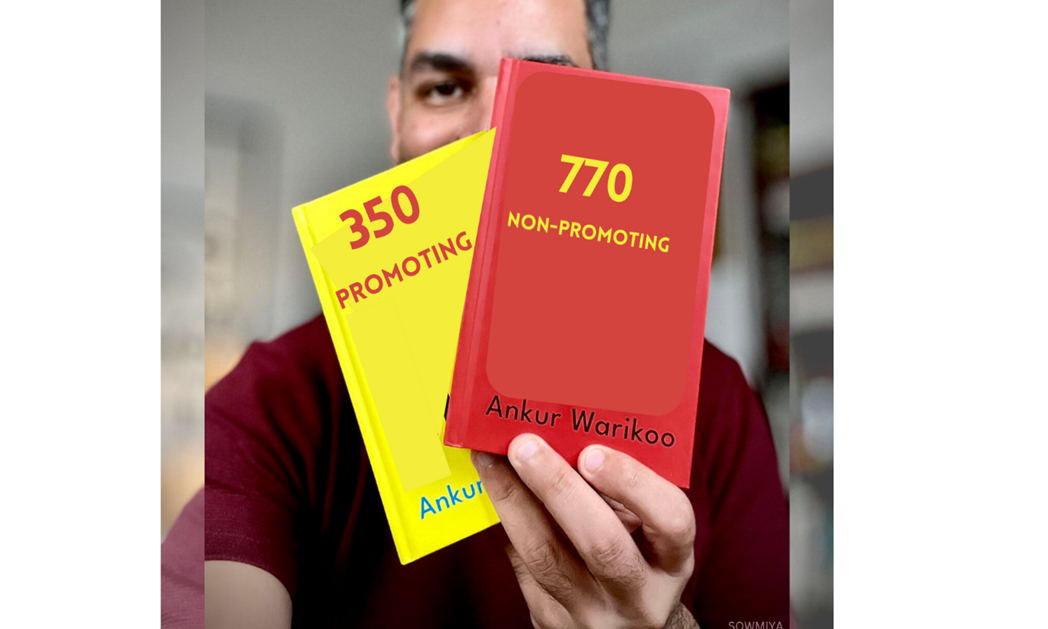 350
PROMOTING
Ankur
770
NON-PROMOTING
Ankur Warikoo
SOWMIYA